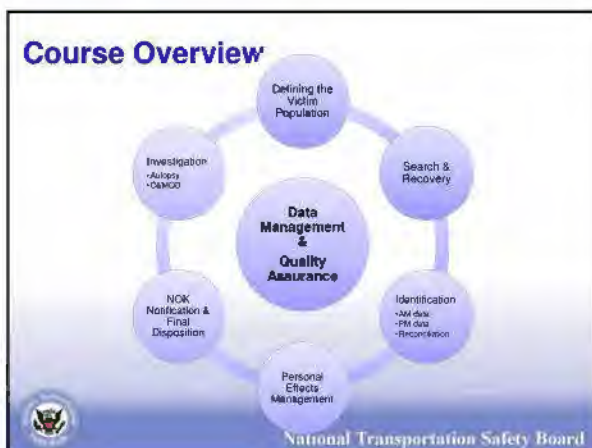 Course Overview
Defining the
Victim
Population
Search &
Recovery
Identification
•AM data
•PM data
•Reconciliation
Personal
Effects
Management
NOK
Notification &
Final
Disposition
Investigation
•Autopsy
Data
Management
&
Quality
Assurance
National Transportation Safety Board